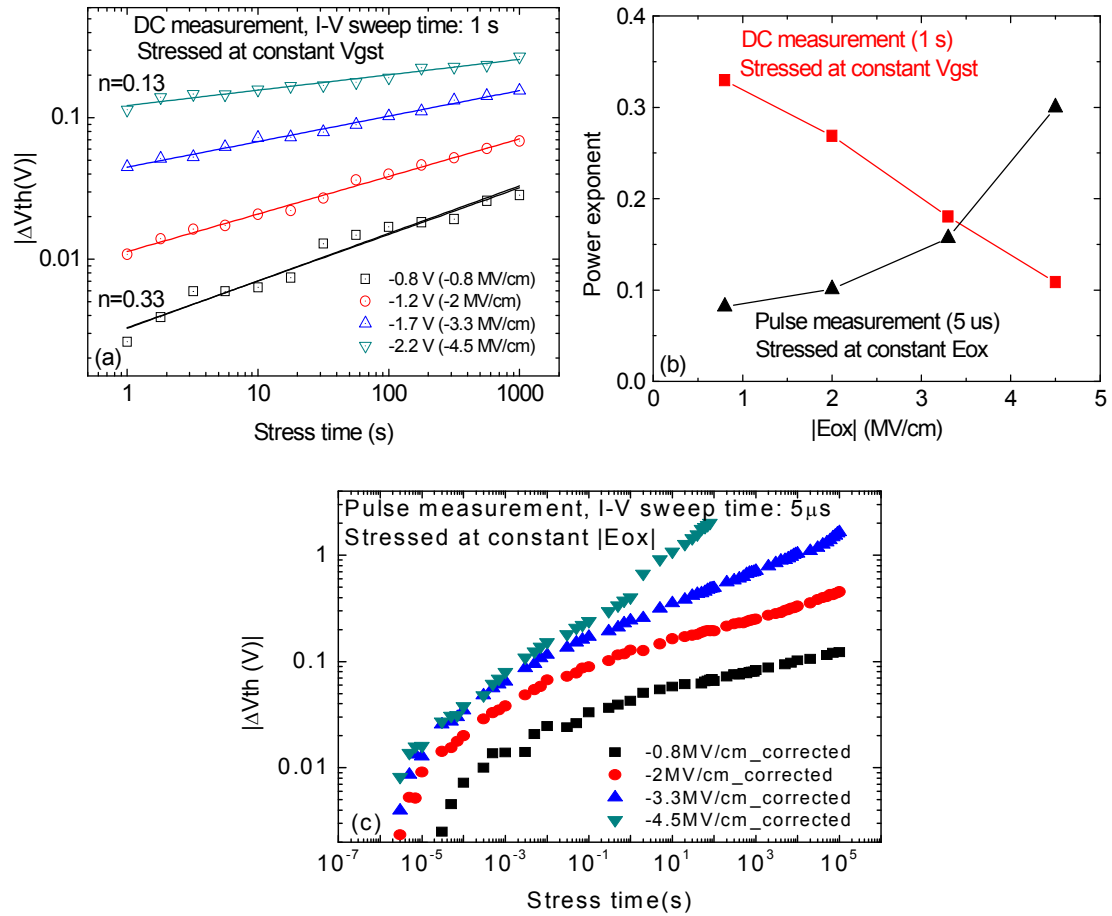 DC measurement, I-V sweep time: 1 s
Stressed at constant Vgst
n=0.13
n=0.33
|ΔVth(V)|
0.1
0.01
-0.8 V (-0.8 MV/cm)
-1.2 V (-2 MV/cm)
-1.7 V (-3.3 MV/cm)
-2.2 V (-4.5 MV/cm)
(a)
1 10 100 1000
Stress time (s)
DC measurement (1 s)
Stressed at constant Vgst
Power exponent
0.4
0.3
0.2
0.1
0.0
Pulse measurement (5 us)
Stressed at constant Eox
(b)
0 1 2 3 4 5
|Eox| (MV/cm)
Pulse measurement, I-V sweep time: 5μs
Stressed at constant |Eox|
|ΔVth (V)|
1
0.1
0.01
-0.8MV/cm_corrected
-2MV/cm_corrected
-3.3MV/cm_corrected
-4.5MV/cm_corrected
(c)
10⁻⁷ 10⁻⁵ 10⁻³ 10⁻¹ 10¹ 10³ 10⁵
Stress time(s)